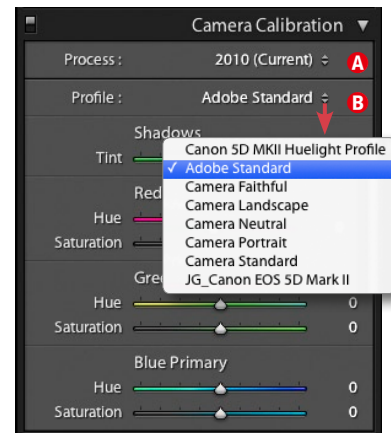 Camera Calibration ▼
Process : 2010 (Current) A
Profile : Adobe Standard B
Shadows
Canon 5D MKII Huelight Profile
Tint
✓ Adobe Standard
Camera Faithful
Red
Camera Landscape
Hue
Camera Neutral
Camera Portrait
Saturation
Camera Standard
JG_Canon EOS 5D Mark II
Hue 0
Saturation 0
Blue Primary
Hue 0
Saturation 0